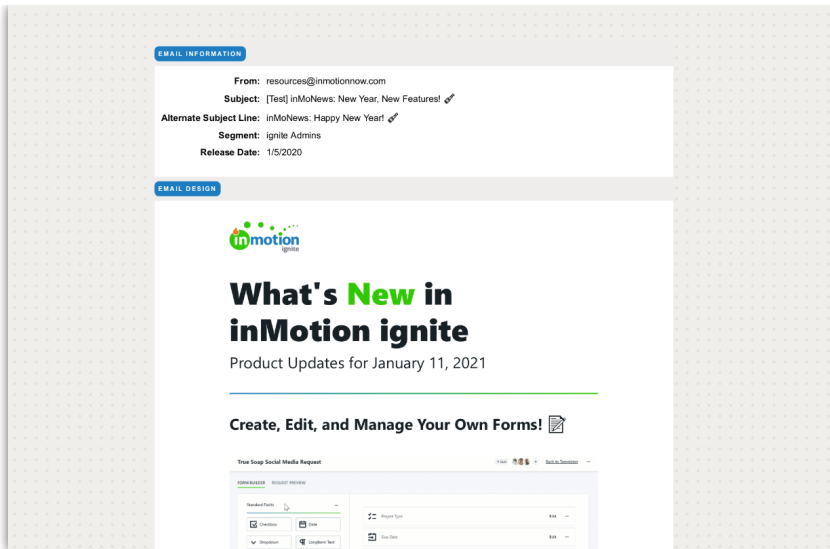 EMAIL INFORMATION
From: resources@inmotionnow.com
Subject: [Test] inMoNews: New Year, New Features! 🚀
Alternate Subject Line: inMoNews: Happy New Year! 🚀
Segment: ignite Admins
Release Date: 1/5/2020
EMAIL DESIGN
inmotion
ignite
What's New in
inMotion ignite
Product Updates for January 11, 2021
Create, Edit, and Manage Your Own Forms! 📝
True Soap Social Media Request
Back to Templates
FORM BUILDER REQUEST PREVIEW
Standard Fields
Checkbox Date
Project Type Edit
Dropdown Longform Text
Due Date Edit